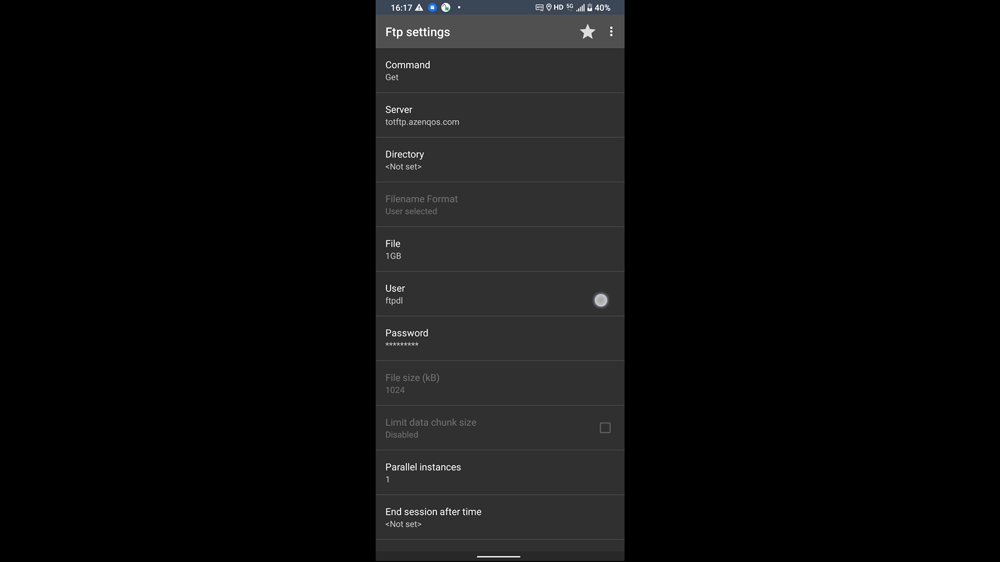 16:17 HD 5G 40%
Ftp settings
Command
Get
Server
totftp.azenqos.com
Directory
<Not set>
Filename Format
User selected
File
1GB
User
ftpdl
Password
*********
File size (kB)
1024
Limit data chunk size
Disabled
Parallel instances
1
End session after time
<Not set>